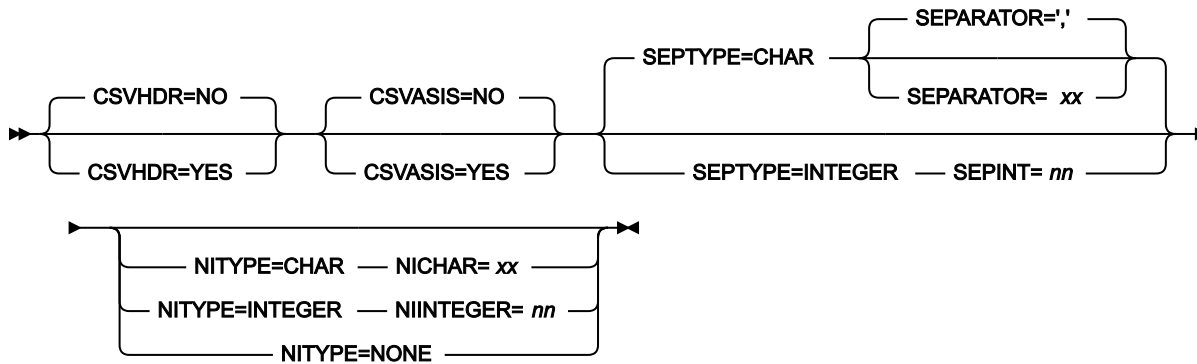 SEPARATOR=','
SEPTYPE=CHAR
CSVHDR=NO CSVASIS=NO SEPARATOR= xx
CSVHDR=YES CSVASIS=YES SEPTYPE=INTEGER SEPINT= nn
NITYPE=CHAR NICHAR= xx
NITYPE=INTEGER NIINTEGER= nn
NITYPE=NONE